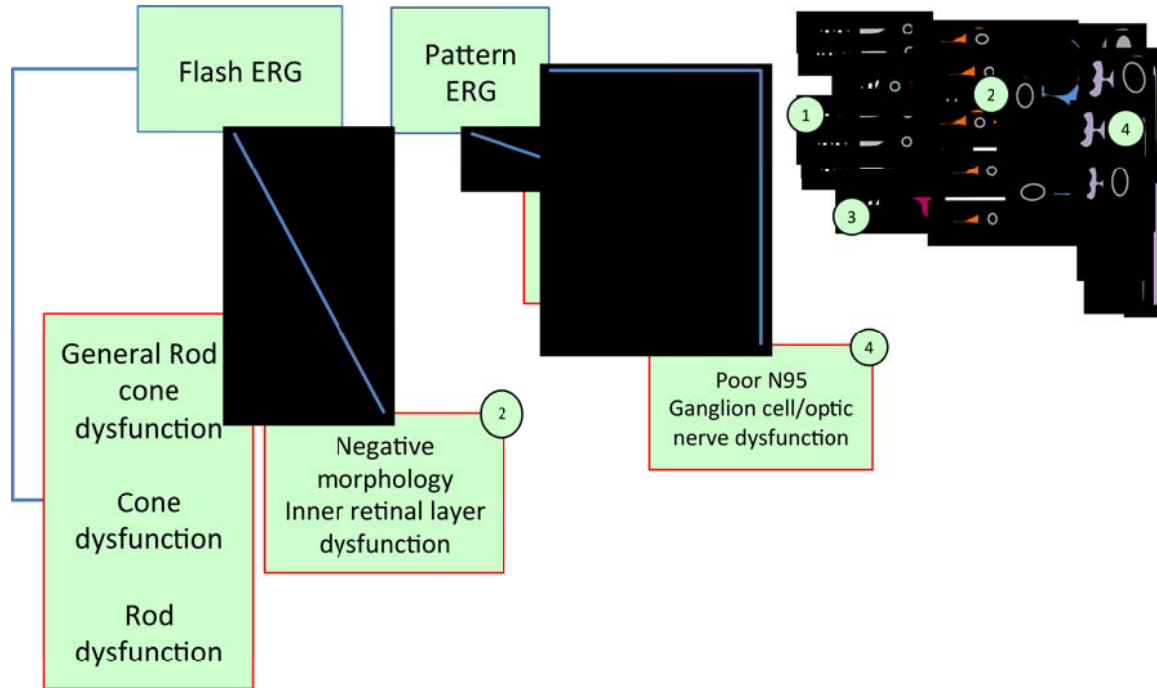 Flash ERG
Pattern
ERG
1
2
4
3
General Rod
cone
dysfunction
Cone
dysfunction
Rod
dysfunction
2
Negative
morphology
Inner retinal layer
dysfunction
4
Poor N95
Ganglion cell/optic
nerve dysfunction